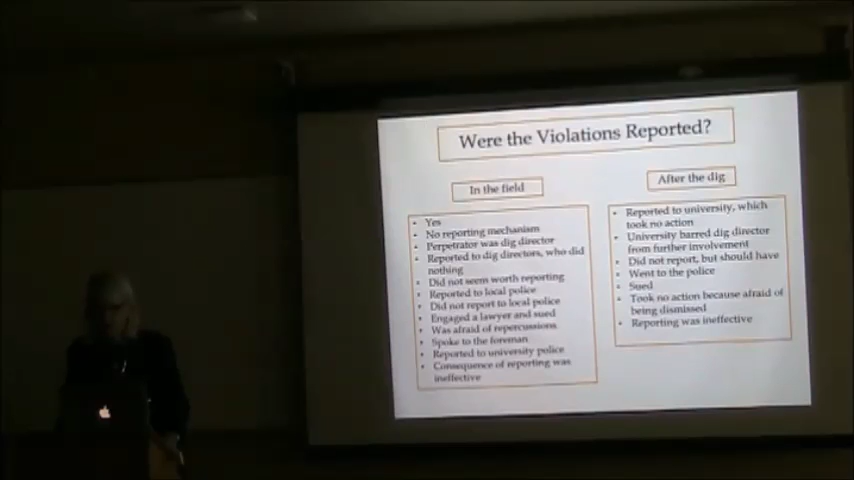 Were the Violations Reported?
In the field
• Yes
• No reporting mechanism
• Perpetrator was dig director
• Reported to dig directors, who did
nothing
• Did not seem worth reporting
• Reported to local police
• Did not report to local police
• Engaged a lawyer and sued
• Was afraid of repercussions
• Spoke to the foreman
• Reported to university police
• Consequence of reporting was
ineffective
After the dig
• Reported to university, which
took no action
• University barred dig director
from further involvement
• Did not report, but should have
• Went to the police
• Sued
• Took no action because afraid of
being dismissed
• Reporting was ineffective